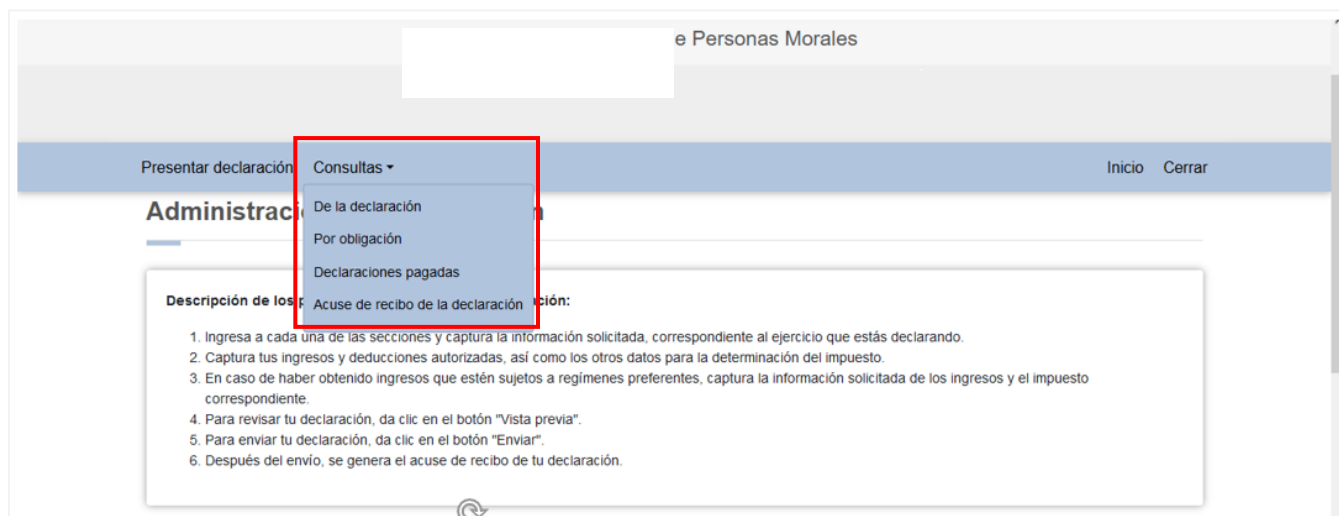 e Personas Morales
Presentar declaración Consultas Inicio Cerrar
De la declaración
Administraci n
Por obligación
Declaraciones pagadas
Acuse de recibo de la declaración
Descripción de los p ción:
1. Ingresa a cada una de las secciones y captura la información solicitada, correspondiente al ejercicio que estás declarando.
2. Captura tus ingresos y deducciones autorizadas, así como los otros datos para la determinación del impuesto.
3. En caso de haber obtenido ingresos que estén sujetos a regímenes preferentes, captura la información solicitada de los ingresos y el impuesto
correspondiente.
4. Para revisar tu declaración, da clic en el botón "Vista previa".
5. Para enviar tu declaración, da clic en el botón "Enviar".
6. Después del envío, se genera el acuse de recibo de tu declaración.